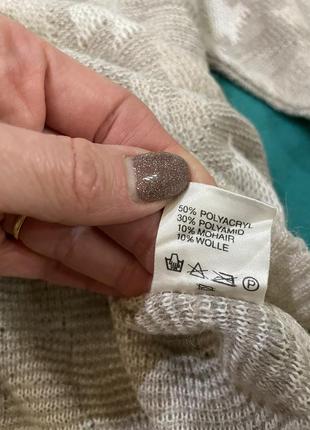 50% POLYACRYL
30% POLYAMID
10% MOHAIR
10% WOLLE
P